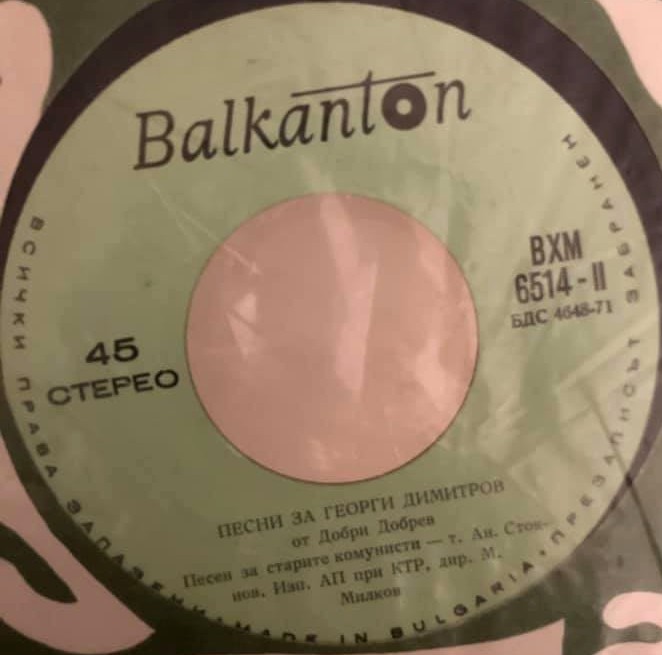 Balkanton
ВХМ
6514-II
БДС 4648-71
45
СТЕРЕО
ПЕСНИ ЗА ГЕОРГИ ДИМИТРОВ
от Добри Добрев
Песен за старите комунисти — т. Ан. Стоя-
нов, Изп. АП при КТР, дир. М.
Милков
ВСИЧКИ ПРАВА ЗАПАЗЕНИ • MADE IN BULGARIA • ПРЕЗАПИСЪТ ЗАБРАНЕН